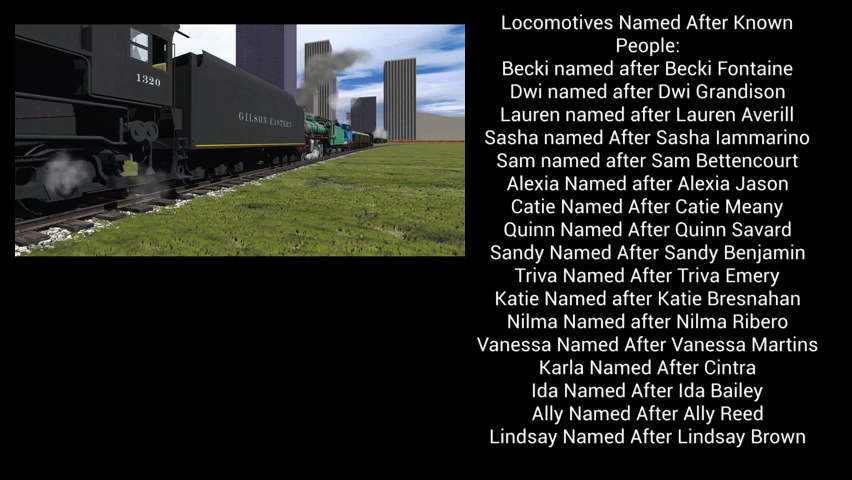 1320
GILSON EASTERN
Locomotives Named After Known
People:
Becki named after Becki Fontaine
Dwi named after Dwi Grandison
Lauren named after Lauren Averill
Sasha named After Sasha Iammarino
Sam named after Sam Bettencourt
Alexia Named after Alexia Jason
Catie Named After Catie Meany
Quinn Named After Quinn Savard
Sandy Named After Sandy Benjamin
Triva Named After Triva Emery
Katie Named after Katie Bresnahan
Nilma Named after Nilma Ribero
Vanessa Named After Vanessa Martins
Karla Named After Cintra
Ida Named After Ida Bailey
Ally Named After Ally Reed
Lindsay Named After Lindsay Brown